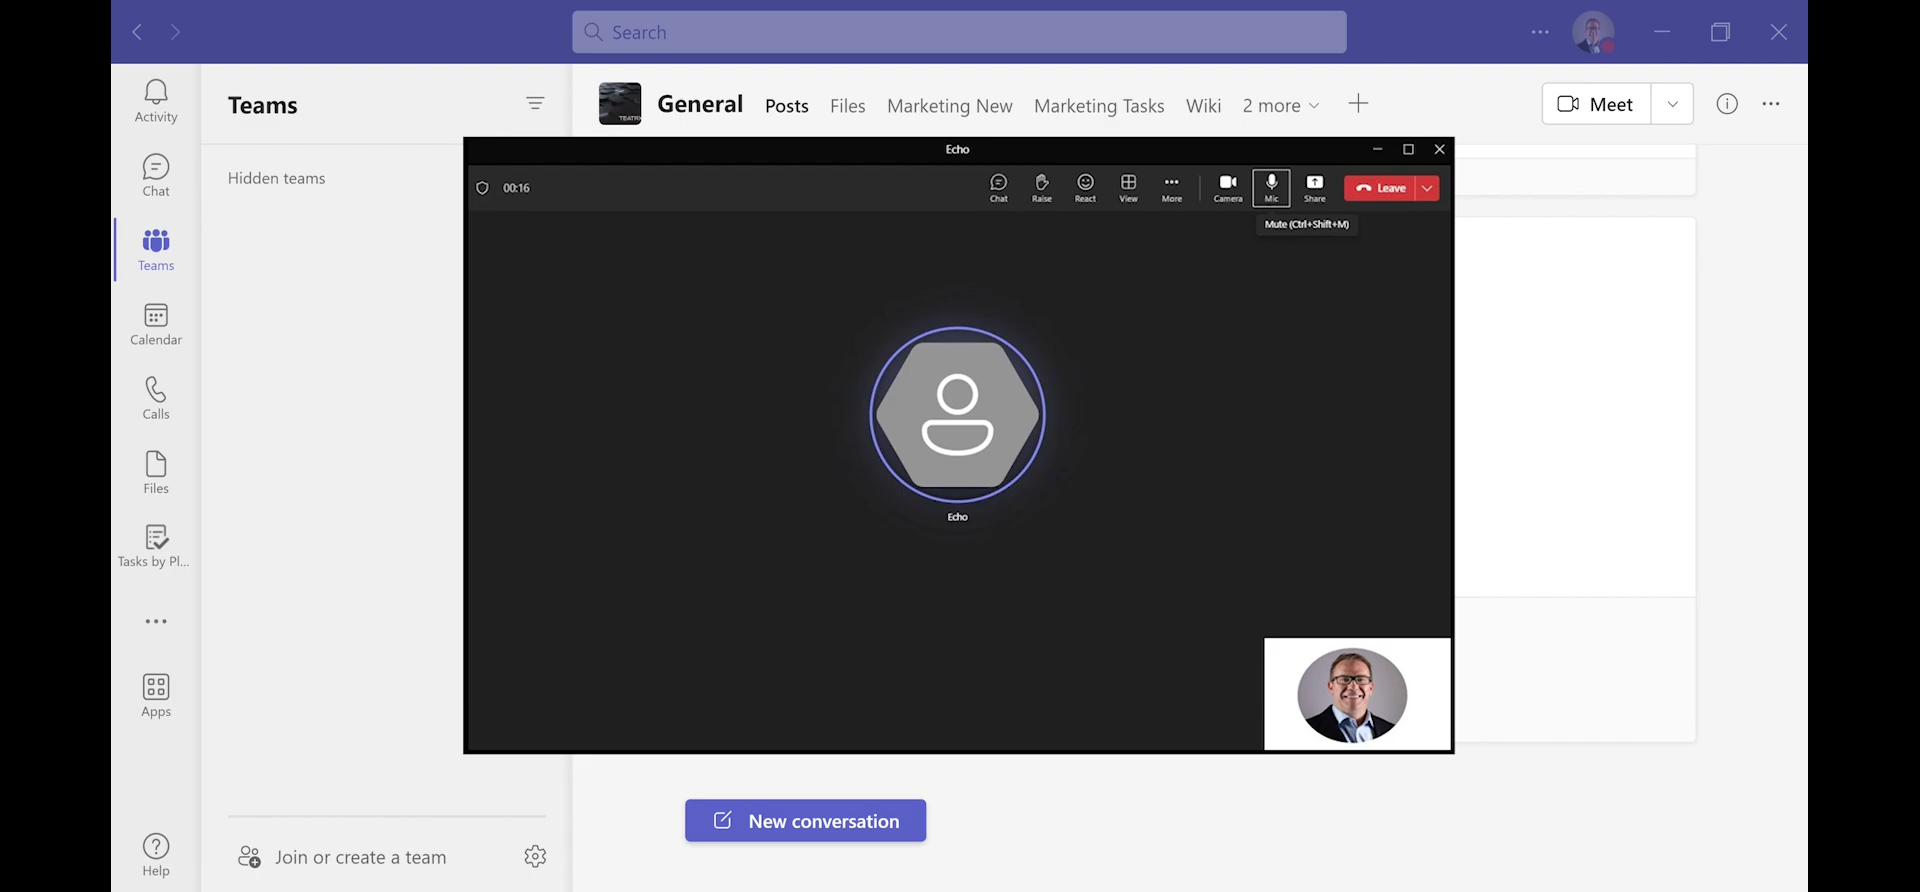 Search
Activity
Chat
Teams
Calendar
Calls
Files
Tasks by Pl...
Apps
Help
Teams
Hidden teams
Join or create a team
General
Posts
Files
Marketing New
Marketing Tasks
Wiki
2 more
Meet
Echo
00:16
Chat
Raise
React
View
More
Camera
Mic
Share
Leave
Mute (Ctrl+Shift+M)
Echo
New conversation